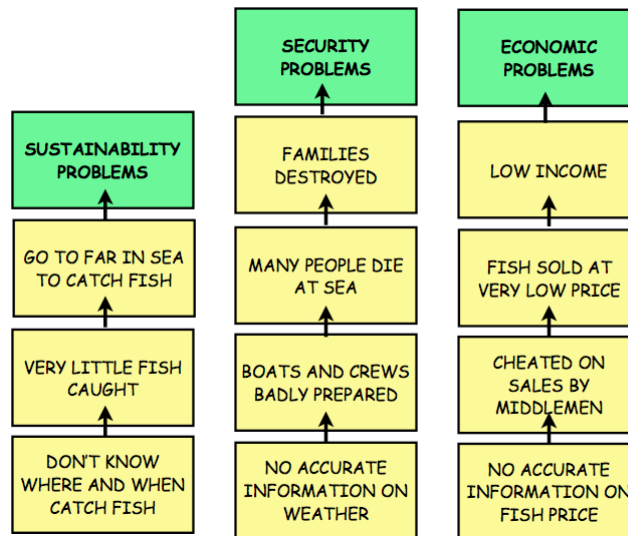 SUSTAINABILITY
PROBLEMS
GO TO FAR IN SEA
TO CATCH FISH
VERY LITTLE FISH
CAUGHT
DON'T KNOW
WHERE AND WHEN
CATCH FISH
SECURITY
PROBLEMS
FAMILIES
DESTROYED
MANY PEOPLE DIE
AT SEA
BOATS AND CREWS
BADLY PREPARED
NO ACCURATE
INFORMATION ON
WEATHER
ECONOMIC
PROBLEMS
LOW INCOME
FISH SOLD AT
VERY LOW PRICE
CHEATED ON
SALES BY
MIDDLEMEN
NO ACCURATE
INFORMATION ON
FISH PRICE